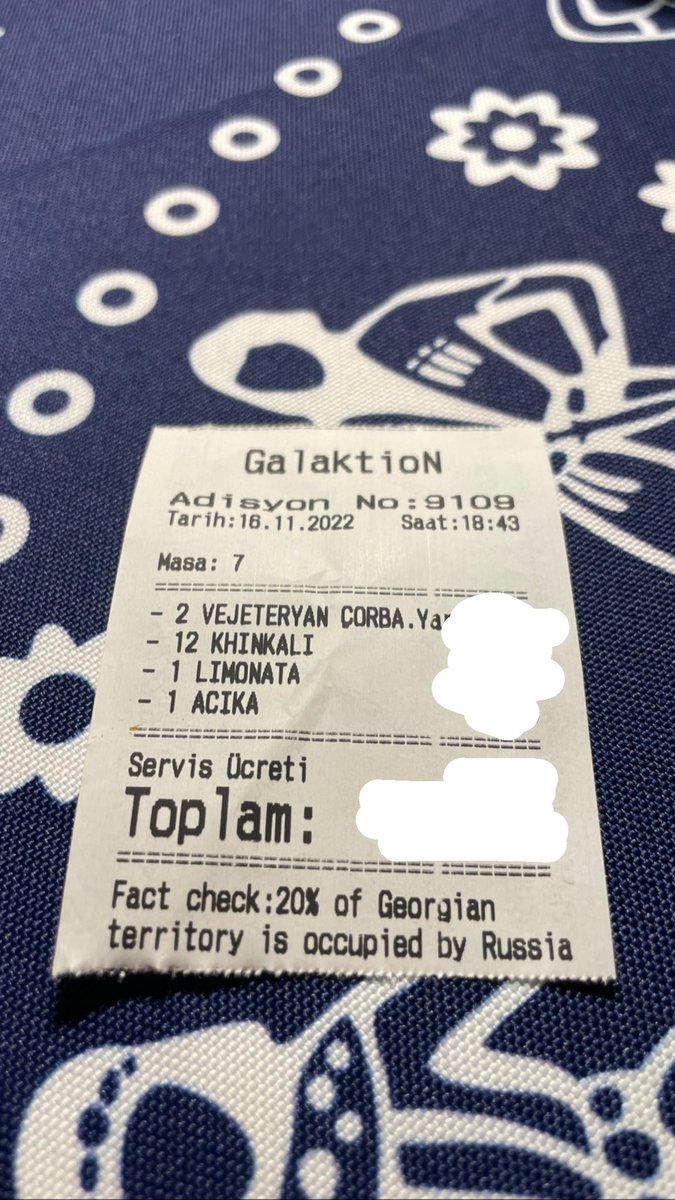 GalaktioN
Adisyon No:9109
Tarih:16.11.2022 Saat:18:43
Masa: 7
- 2 VEJETERYAN ÇORBA.
- 12 KHINKALI
- 1 LIMONATA
- 1 ACIKA
Servis Ücreti
Toplam:
Fact check:20% of Georgian
territory is occupied by Russia